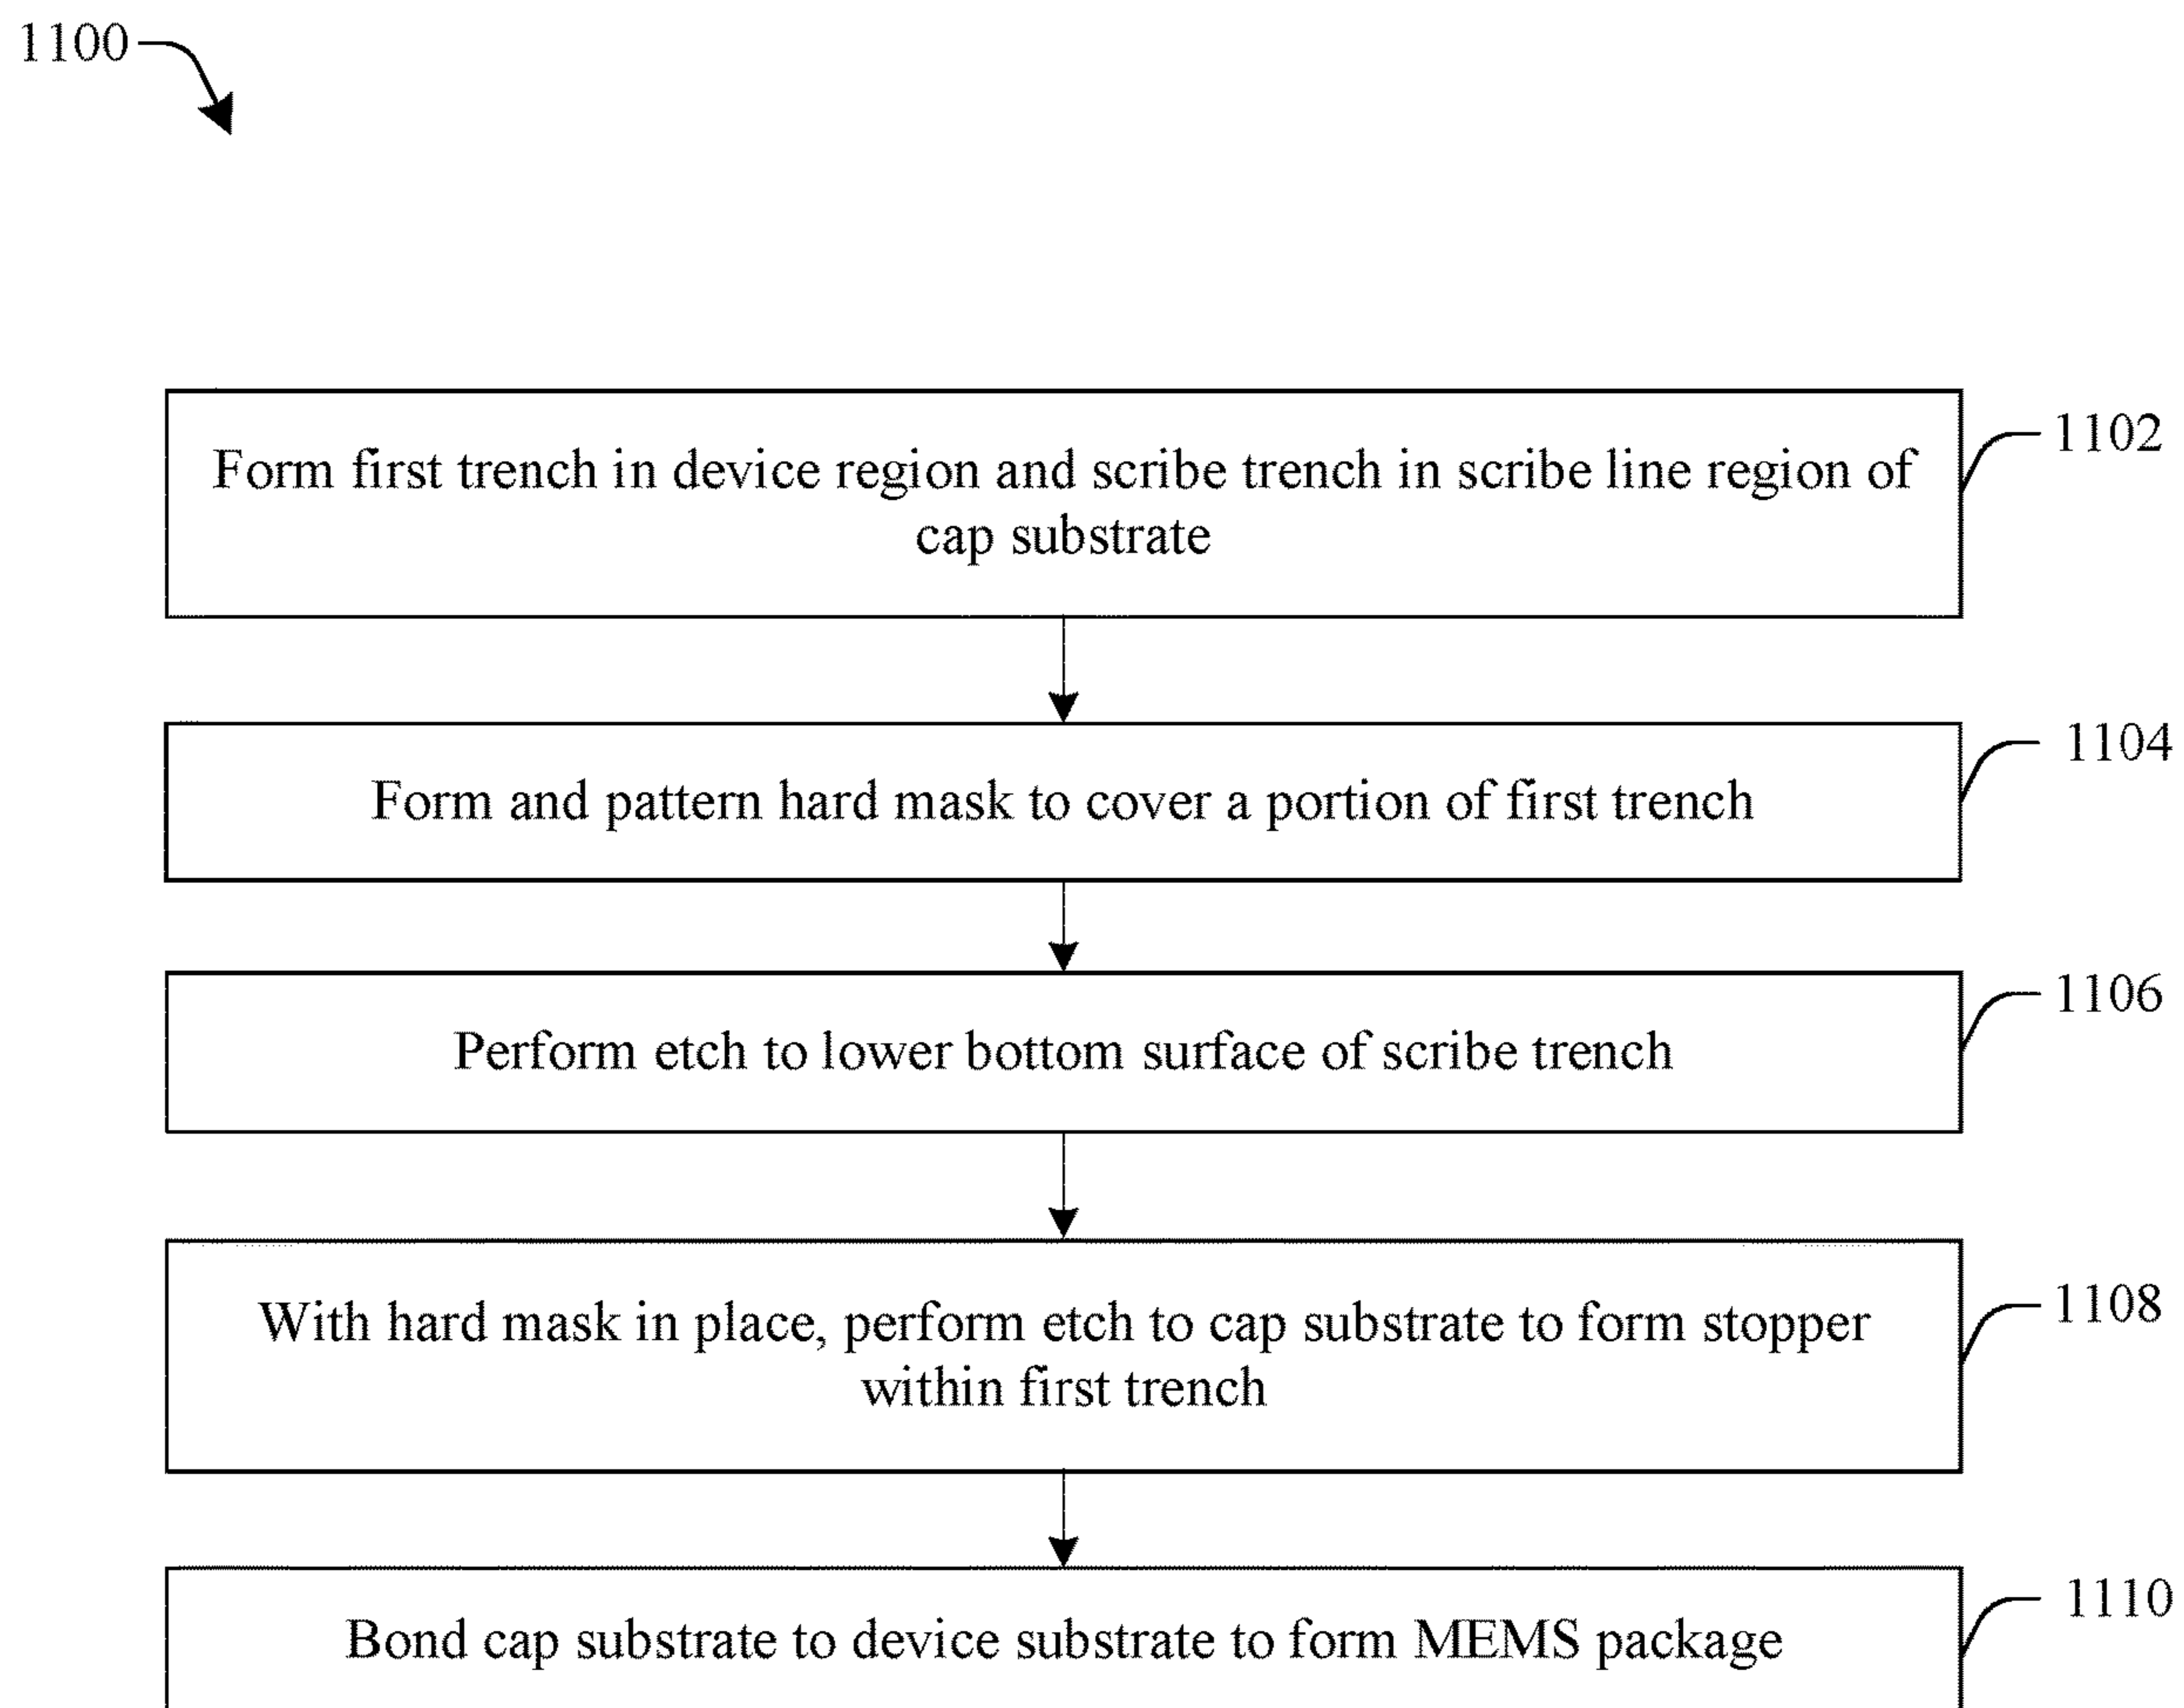 1100
Form first trench in device region and scribe trench in scribe line region of
cap substrate
1102
Form and pattern hard mask to cover a portion of first trench
1104
Perform etch to lower bottom surface of scribe trench
1106
With hard mask in place, perform etch to cap substrate to form stopper
within first trench
1108
Bond cap substrate to device substrate to form MEMS package
1110